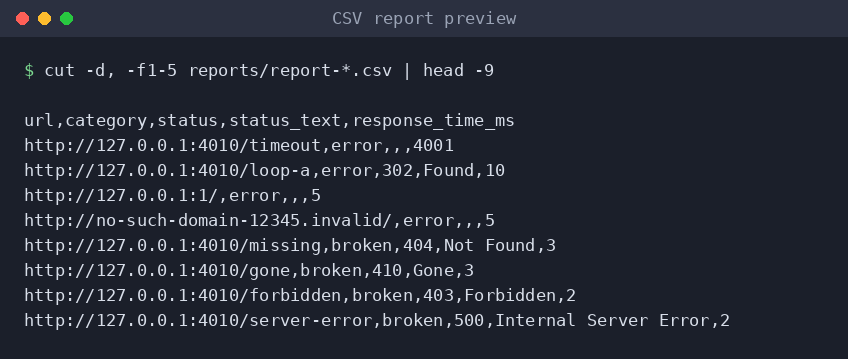 CSV report preview
$ cut -d, -f1-5 reports/report-*.csv | head -9
url,category,status,status_text,response_time_ms
http://127.0.0.1:4010/timeout,error,,,4001
http://127.0.0.1:4010/loop-a,error,302,Found,10
http://127.0.0.1:1/,error,,,5
http://no-such-domain-12345.invalid/,error,,,5
http://127.0.0.1:4010/missing,broken,404,Not Found,3
http://127.0.0.1:4010/gone,broken,410,Gone,3
http://127.0.0.1:4010/forbidden,broken,403,Forbidden,2
http://127.0.0.1:4010/server-error,broken,500,Internal Server Error,2